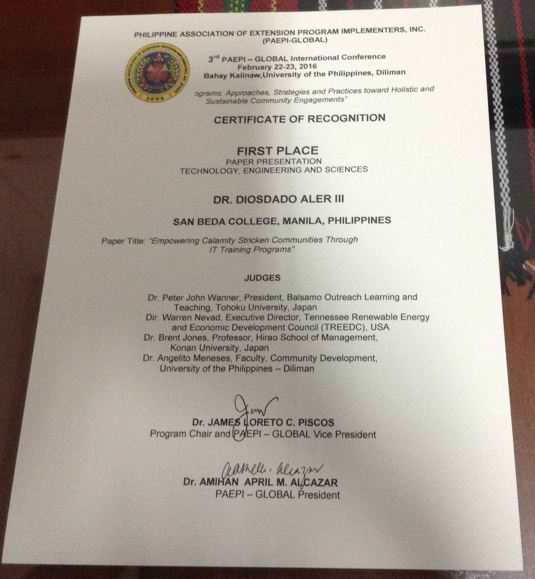 PHILIPPINE ASSOCIATION OF EXTENSION PROGRAM IMPLEMENTERS, INC.
(PAEPI-GLOBAL)
3rd PAEPI – GLOBAL International Conference
February 22-23, 2016
Bahay Kalinaw,University of the Philippines, Diliman
ograms: Approaches, Strategies and Practices toward Holistic and
Sustainable Community Engagements"
CERTIFICATE OF RECOGNITION
FIRST PLACE
PAPER PRESENTATION
TECHNOLOGY, ENGINEERING AND SCIENCES
DR. DIOSDADO ALER III
SAN BEDA COLLEGE, MANILA, PHILIPPINES
Paper Title: "Empowering Calamity Stricken Communities Through
IT Training Programs"
JUDGES
Dr. Peter John Wanner, President, Balsamo Outreach Learning and
Teaching, Tohoku University, Japan
Dir. Warren Nevad, Executive Director, Tennessee Renewable Energy
and Economic Development Council (TREEDC), USA
Dr. Brent Jones, Professor, Hirao School of Management,
Konan University, Japan
Dr. Angelito Meneses, Faculty, Community Development,
University of the Philippines – Diliman
Dr. JAMES LORETO C. PISCOS
Program Chair and PAEPI – GLOBAL Vice President
Dr. AMIHAN APRIL M. ALCAZAR
PAEPI – GLOBAL President